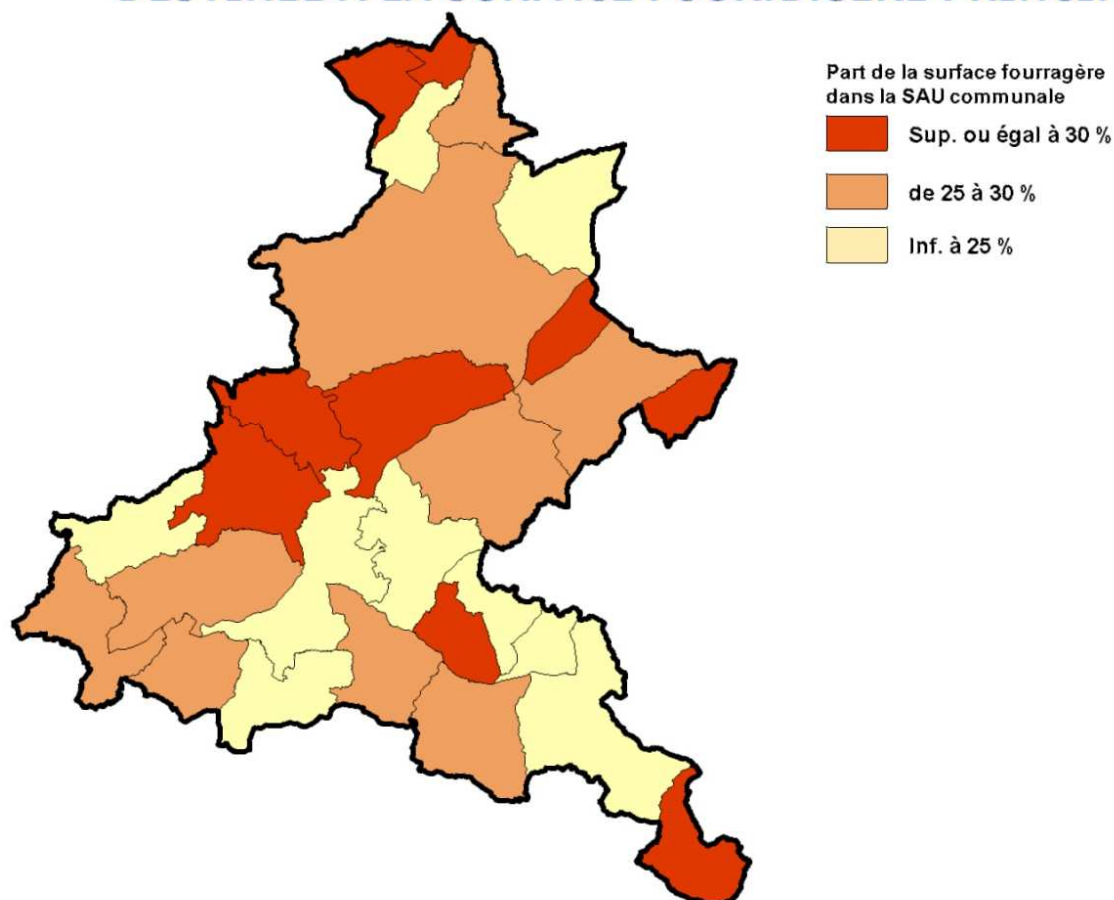 Part de la surface fourragère
dans la SAU communale
Sup. ou égal à 30 %
de 25 à 30 %
Inf. à 25 %